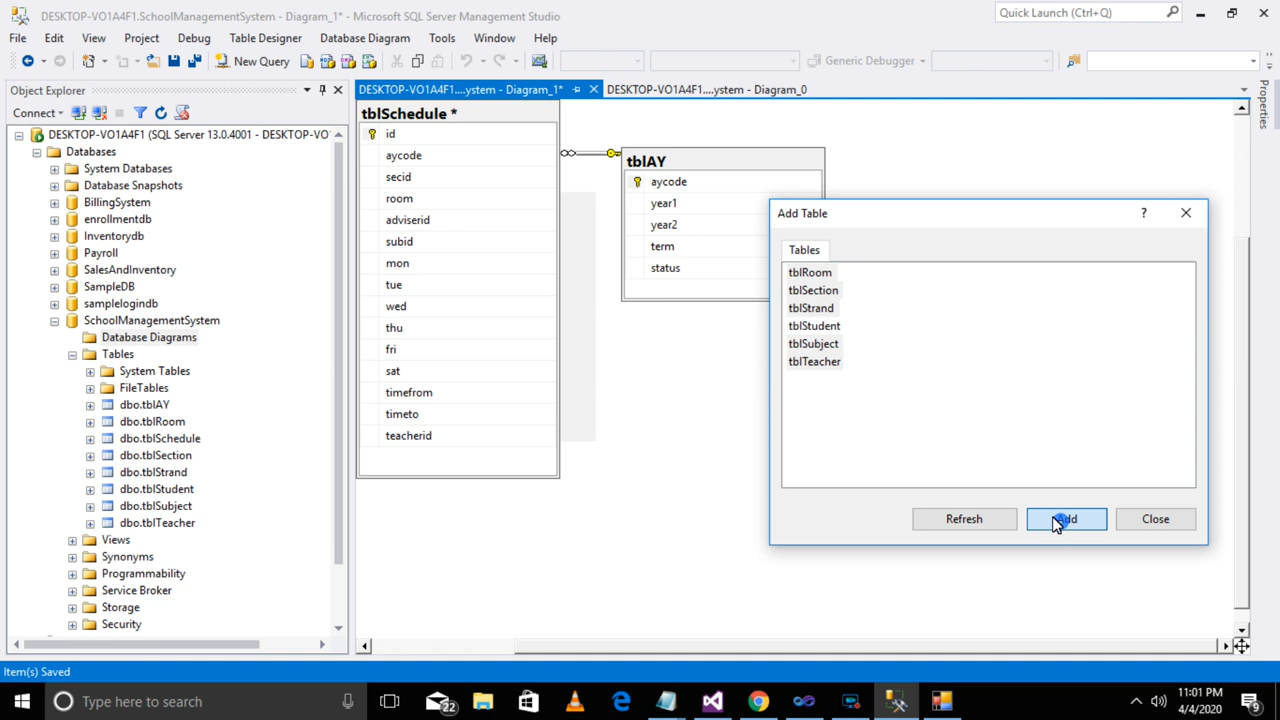 DESKTOP-VO1A4F1.SchoolManagementSystem - Diagram_1* - Microsoft SQL Server Management Studio
Quick Launch (Ctrl+Q)
File Edit View Project Debug Table Designer Database Diagram Tools Window Help
New Query
Generic Debugger
Object Explorer
DESKTOP-VO1A4F1....ystem - Diagram_1*
DESKTOP-VO1A4F1....ystem - Diagram_0
Properties
Connect
DESKTOP-VO1A4F1 (SQL Server 13.0.4001 - DESKTOP-VO
Databases
System Databases
Database Snapshots
BillingSystem
enrollmentdb
Inventorydb
Payroll
SalesAndInventory
SampleDB
samplelogindb
SchoolManagementSystem
Database Diagrams
Tables
System Tables
FileTables
dbo.tblAY
dbo.tblRoom
dbo.tblSchedule
dbo.tblSection
dbo.tblStrand
dbo.tblStudent
dbo.tblSubject
dbo.tblTeacher
Views
Synonyms
Programmability
Service Broker
Storage
Security
tblSchedule *
id
aycode
secid
room
adviserid
subid
mon
tue
wed
thu
fri
sat
timefrom
timeto
teacherid
tblAY
aycode
year1
year2
term
status
Add Table
?
Tables
tblRoom
tblSection
tblStrand
tblStudent
tblSubject
tblTeacher
Refresh
Add
Close
Item(s) Saved
Type here to search
22
11:01 PM
4/4/2020
9